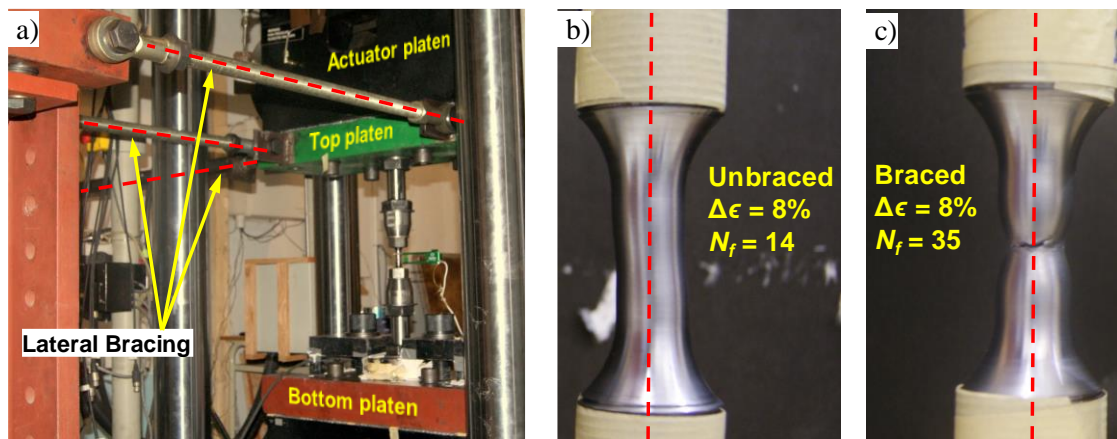 a)
Actuator platen
Top platen
Lateral Bracing
Bottom platen
b)
Unbraced
Δϵ = 8%
N_f = 14
c)
Braced
Δϵ = 8%
N_f = 35